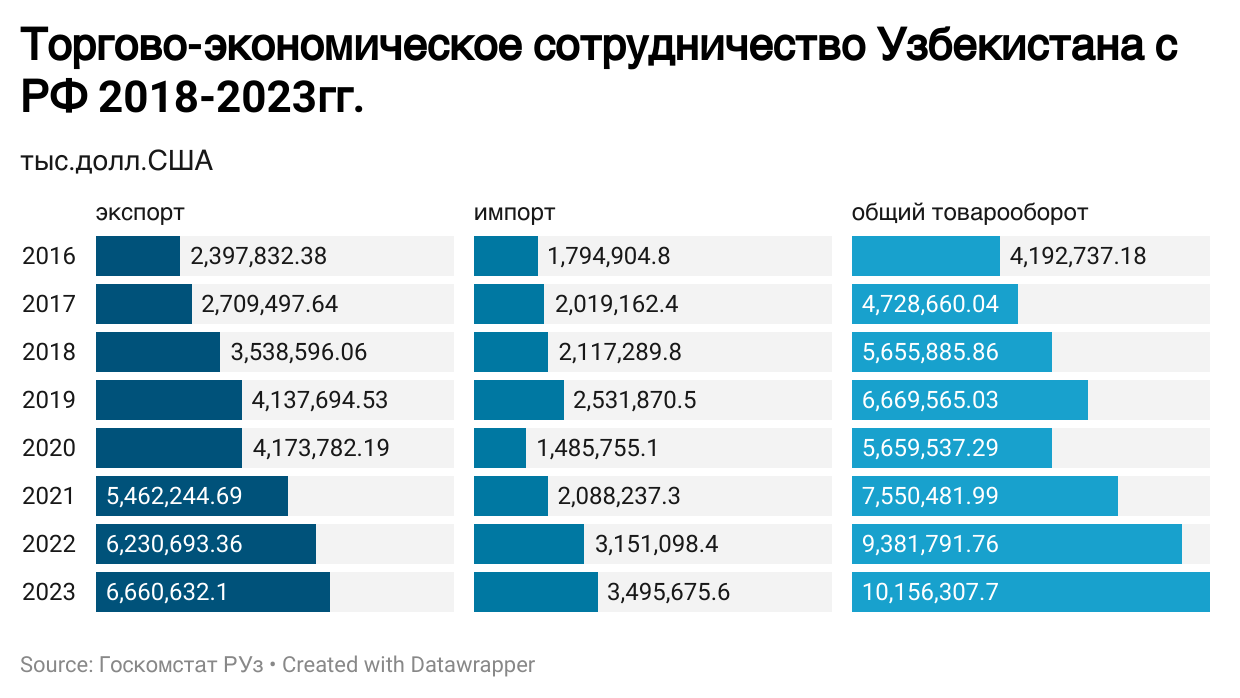 Торгово-экономическое сотрудничество Узбекистана с
РФ 2018-2023гг.
тыс.долл.США
экспорт импорт общий товарооборот
2016 2,397,832.38 1,794,904.8 4,192,737.18
2017 2,709,497.64 2,019,162.4 4,728,660.04
2018 3,538,596.06 2,117,289.8 5,655,885.86
2019 4,137,694.53 2,531,870.5 6,669,565.03
2020 4,173,782.19 1,485,755.1 5,659,537.29
2021 5,462,244.69 2,088,237.3 7,550,481.99
2022 6,230,693.36 3,151,098.4 9,381,791.76
2023 6,660,632.1 3,495,675.6 10,156,307.7
Source: Госкомстат РУз • Created with Datawrapper